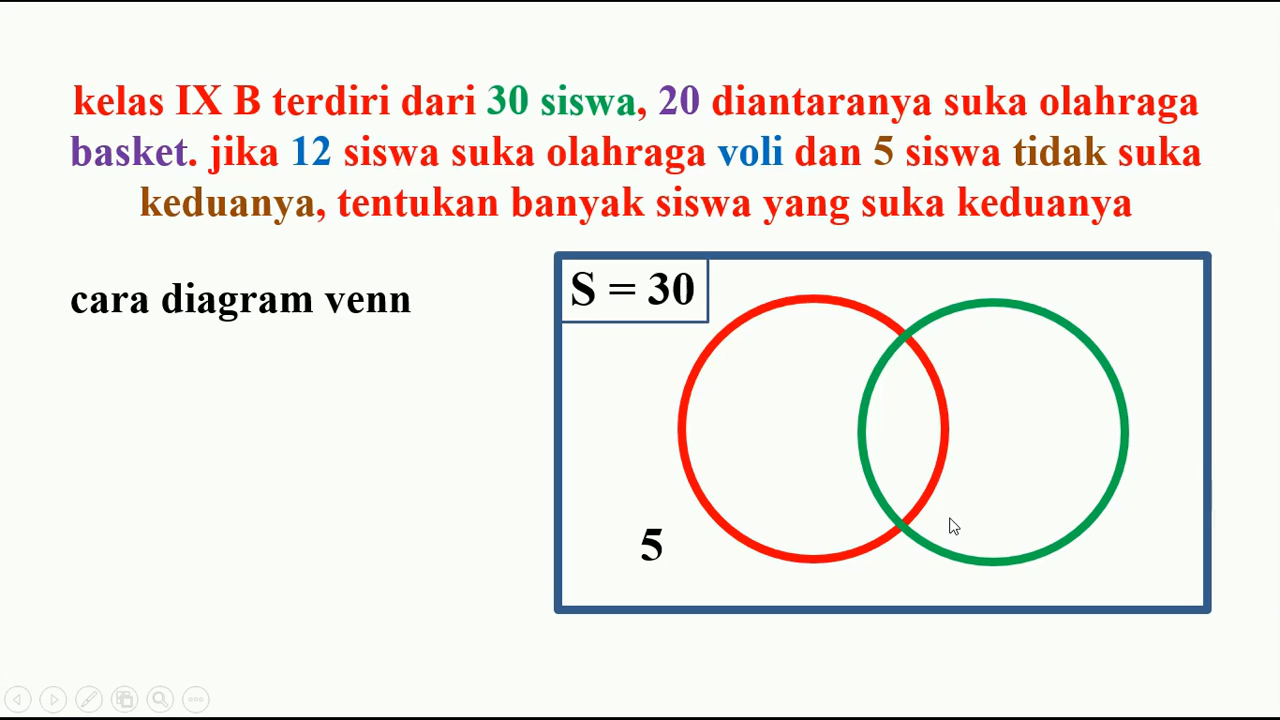 kelas IX B terdiri dari 30 siswa, 20 diantaranya suka olahraga
basket. jika 12 siswa suka olahraga voli dan 5 siswa tidak suka
keduanya, tentukan banyak siswa yang suka keduanya
cara diagram venn
S = 30
5